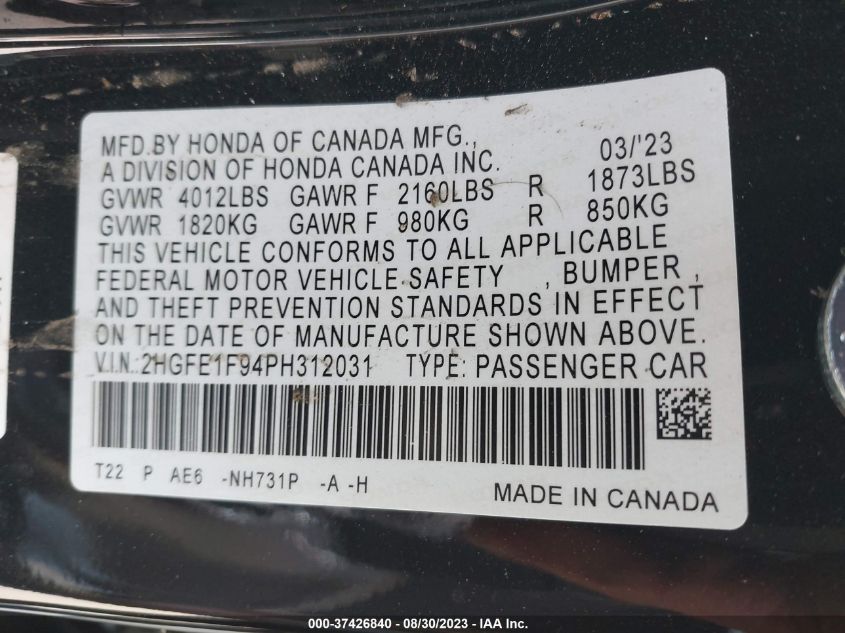 MFD.BY HONDA OF CANADA MFG.,
A DIVISION OF HONDA CANADA INC. 03/'23
GVWR 4012LBS GAWR F 2160LBS R 1873LBS
GVWR 1820KG GAWR F 980KG R 850KG
THIS VEHICLE CONFORMS TO ALL APPLICABLE
FEDERAL MOTOR VEHICLE SAFETY , BUMPER ,
AND THEFT PREVENTION STANDARDS IN EFFECT
ON THE DATE OF MANUFACTURE SHOWN ABOVE.
V.I.N.: 2HGFE1F94PH312031 TYPE: PASSENGER CAR
T22 P AE6 -NH731P -A -H
MADE IN CANADA
000-37426840 / 08/30/2023 - IAA Inc.